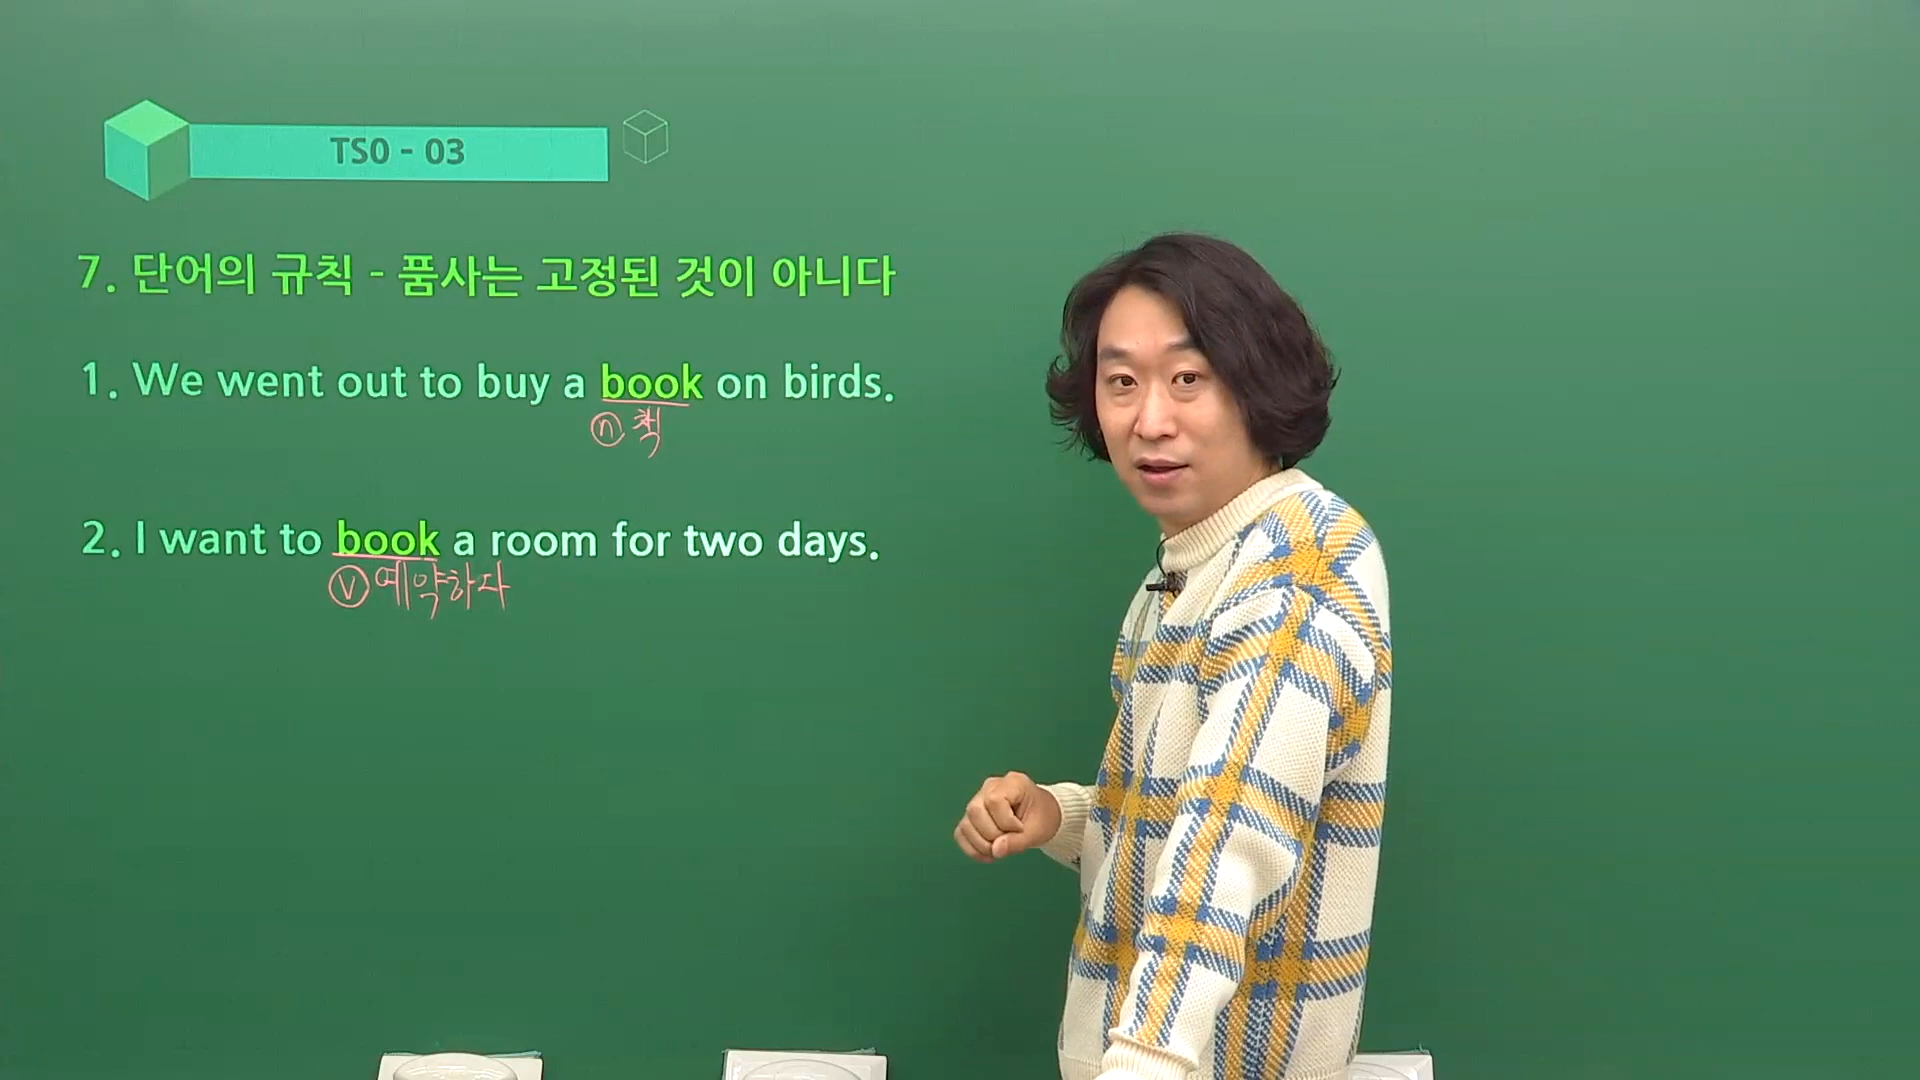 TS0 - 03
7. 단어의 규칙 - 품사는 고정된 것이 아니다
1. We went out to buy a book on birds.
ⓝ 책
2. I want to book a room for two days.
ⓥ 예약하다